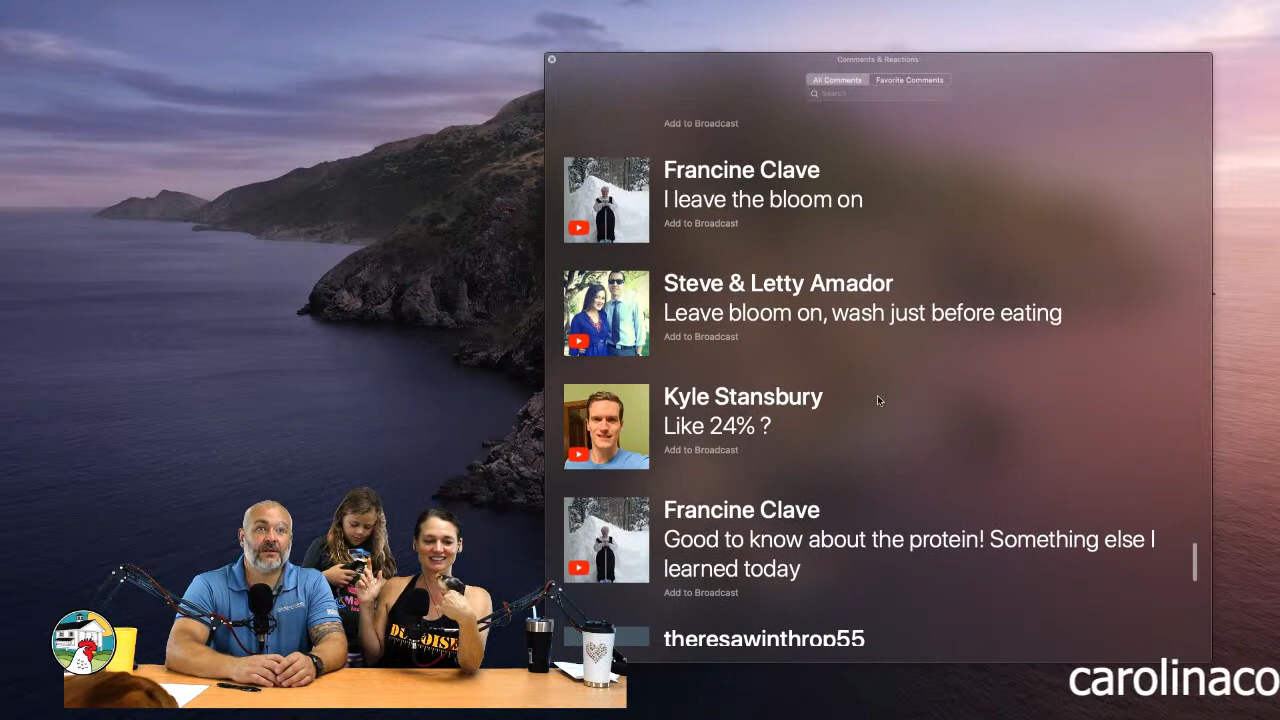 Comments & Reactions
All Comments
Favorite Comments
Search
Add to Broadcast
Francine Clave
I leave the bloom on
Add to Broadcast
Steve & Letty Amador
Leave bloom on, wash just before eating
Add to Broadcast
Kyle Stansbury
Like 24% ?
Add to Broadcast
Francine Clave
Good to know about the protein! Something else I
learned today
Add to Broadcast
theresawinthrop55
carolinaco